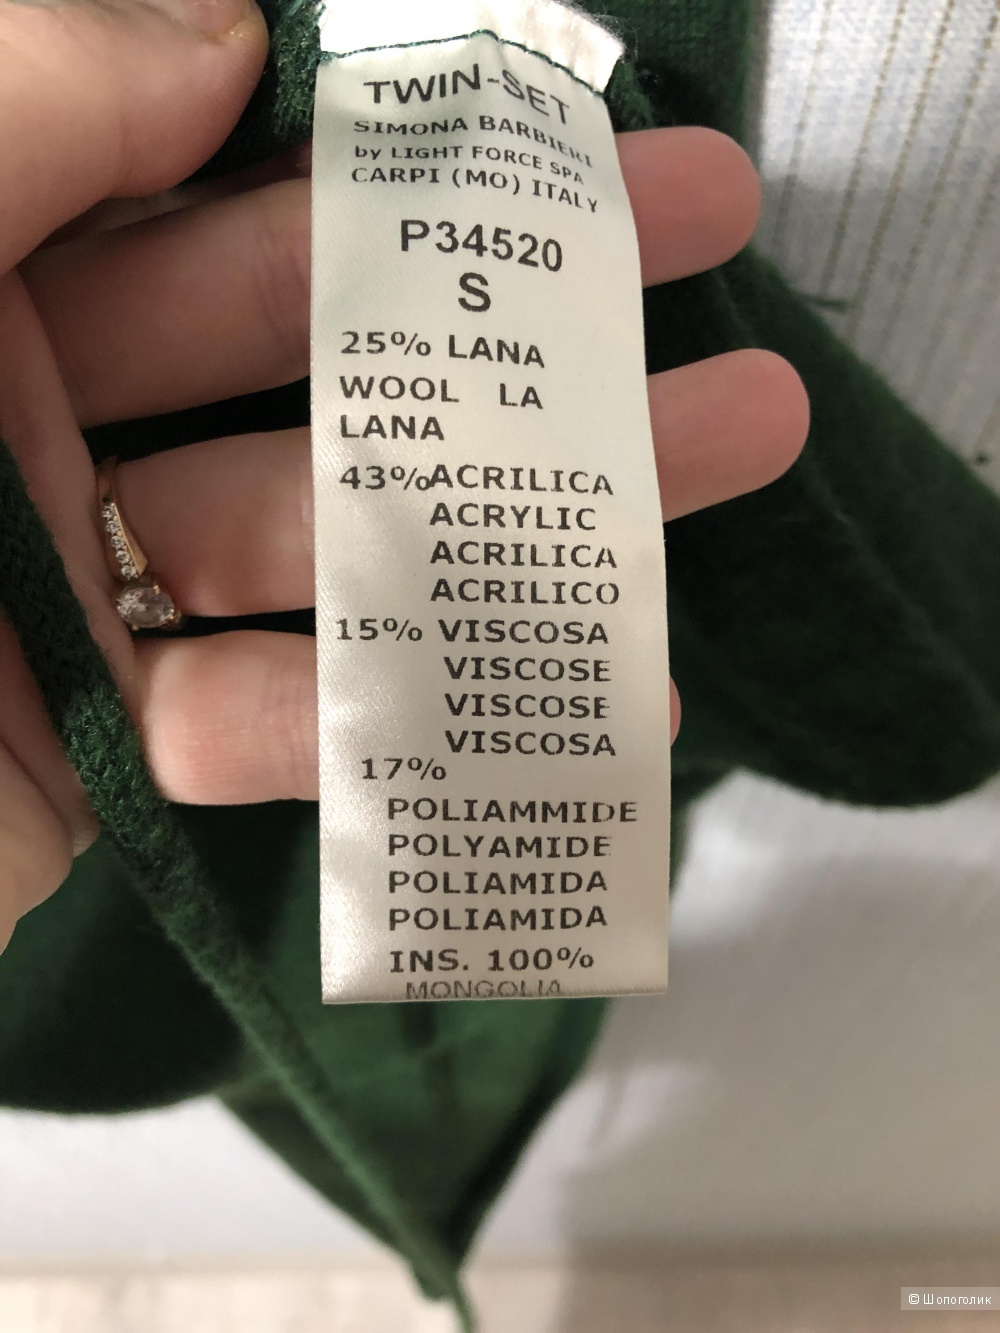 TWIN-SET
SIMONA BARBIERI
by LIGHT FORCE SPA
CARPI (MO) ITALY
P34520
S
25% LANA
WOOL LA
LANA
43%ACRILICA
ACRYLIC
ACRILICA
ACRILICO
15% VISCOSA
VISCOSE
VISCOSE
VISCOSA
17%
POLIAMMIDE
POLYAMIDE
POLIAMIDA
POLIAMIDA
INS. 100%
MONGOLIA
© Шопоголик